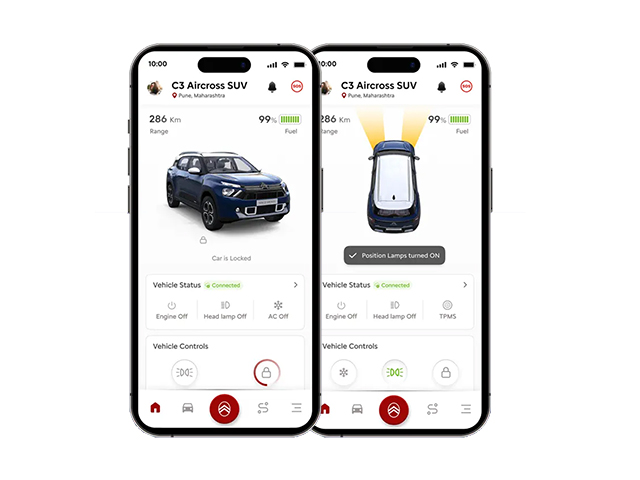 10:00
C3 Aircross SUV
SOS
Pune, Maharashtra
286 Km
99%
Range
Fuel
Car is Locked
Vehicle Status
Connected
Engine Off
Head lamp Off
AC Off
Vehicle Controls
10:00
C3 Aircross SUV
SOS
Pune, Maharashtra
286 Km
99%
Range
Fuel
Position Lamps turned ON
Vehicle Status
Connected
Engine Off
Head lamp Off
TPMS
Vehicle Controls